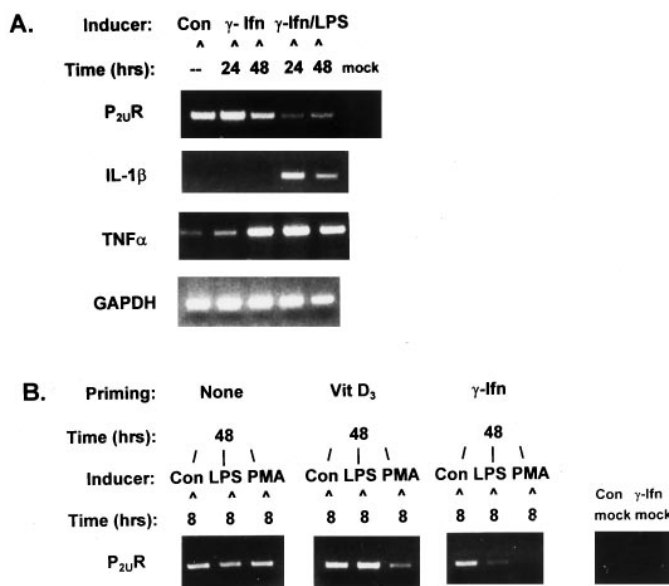 A.
Inducer: Con γ- Ifn γ-Ifn/LPS
^ ^ ^ ^ ^
Time (hrs): -- 24 48 24 48 mock
P2UR
IL-1β
TNFα
GAPDH
B.
Priming: None Vit D3 γ-Ifn
Time (hrs): 48 48 48
/ | \ / | \ / | \
Inducer: Con LPS PMA Con LPS PMA Con LPS PMA
^ ^ ^ ^ ^ ^ ^ ^ ^
Con γ-Ifn
Time (hrs): 8 8 8 8 8 8 8 8 8 mock mock
P2UR